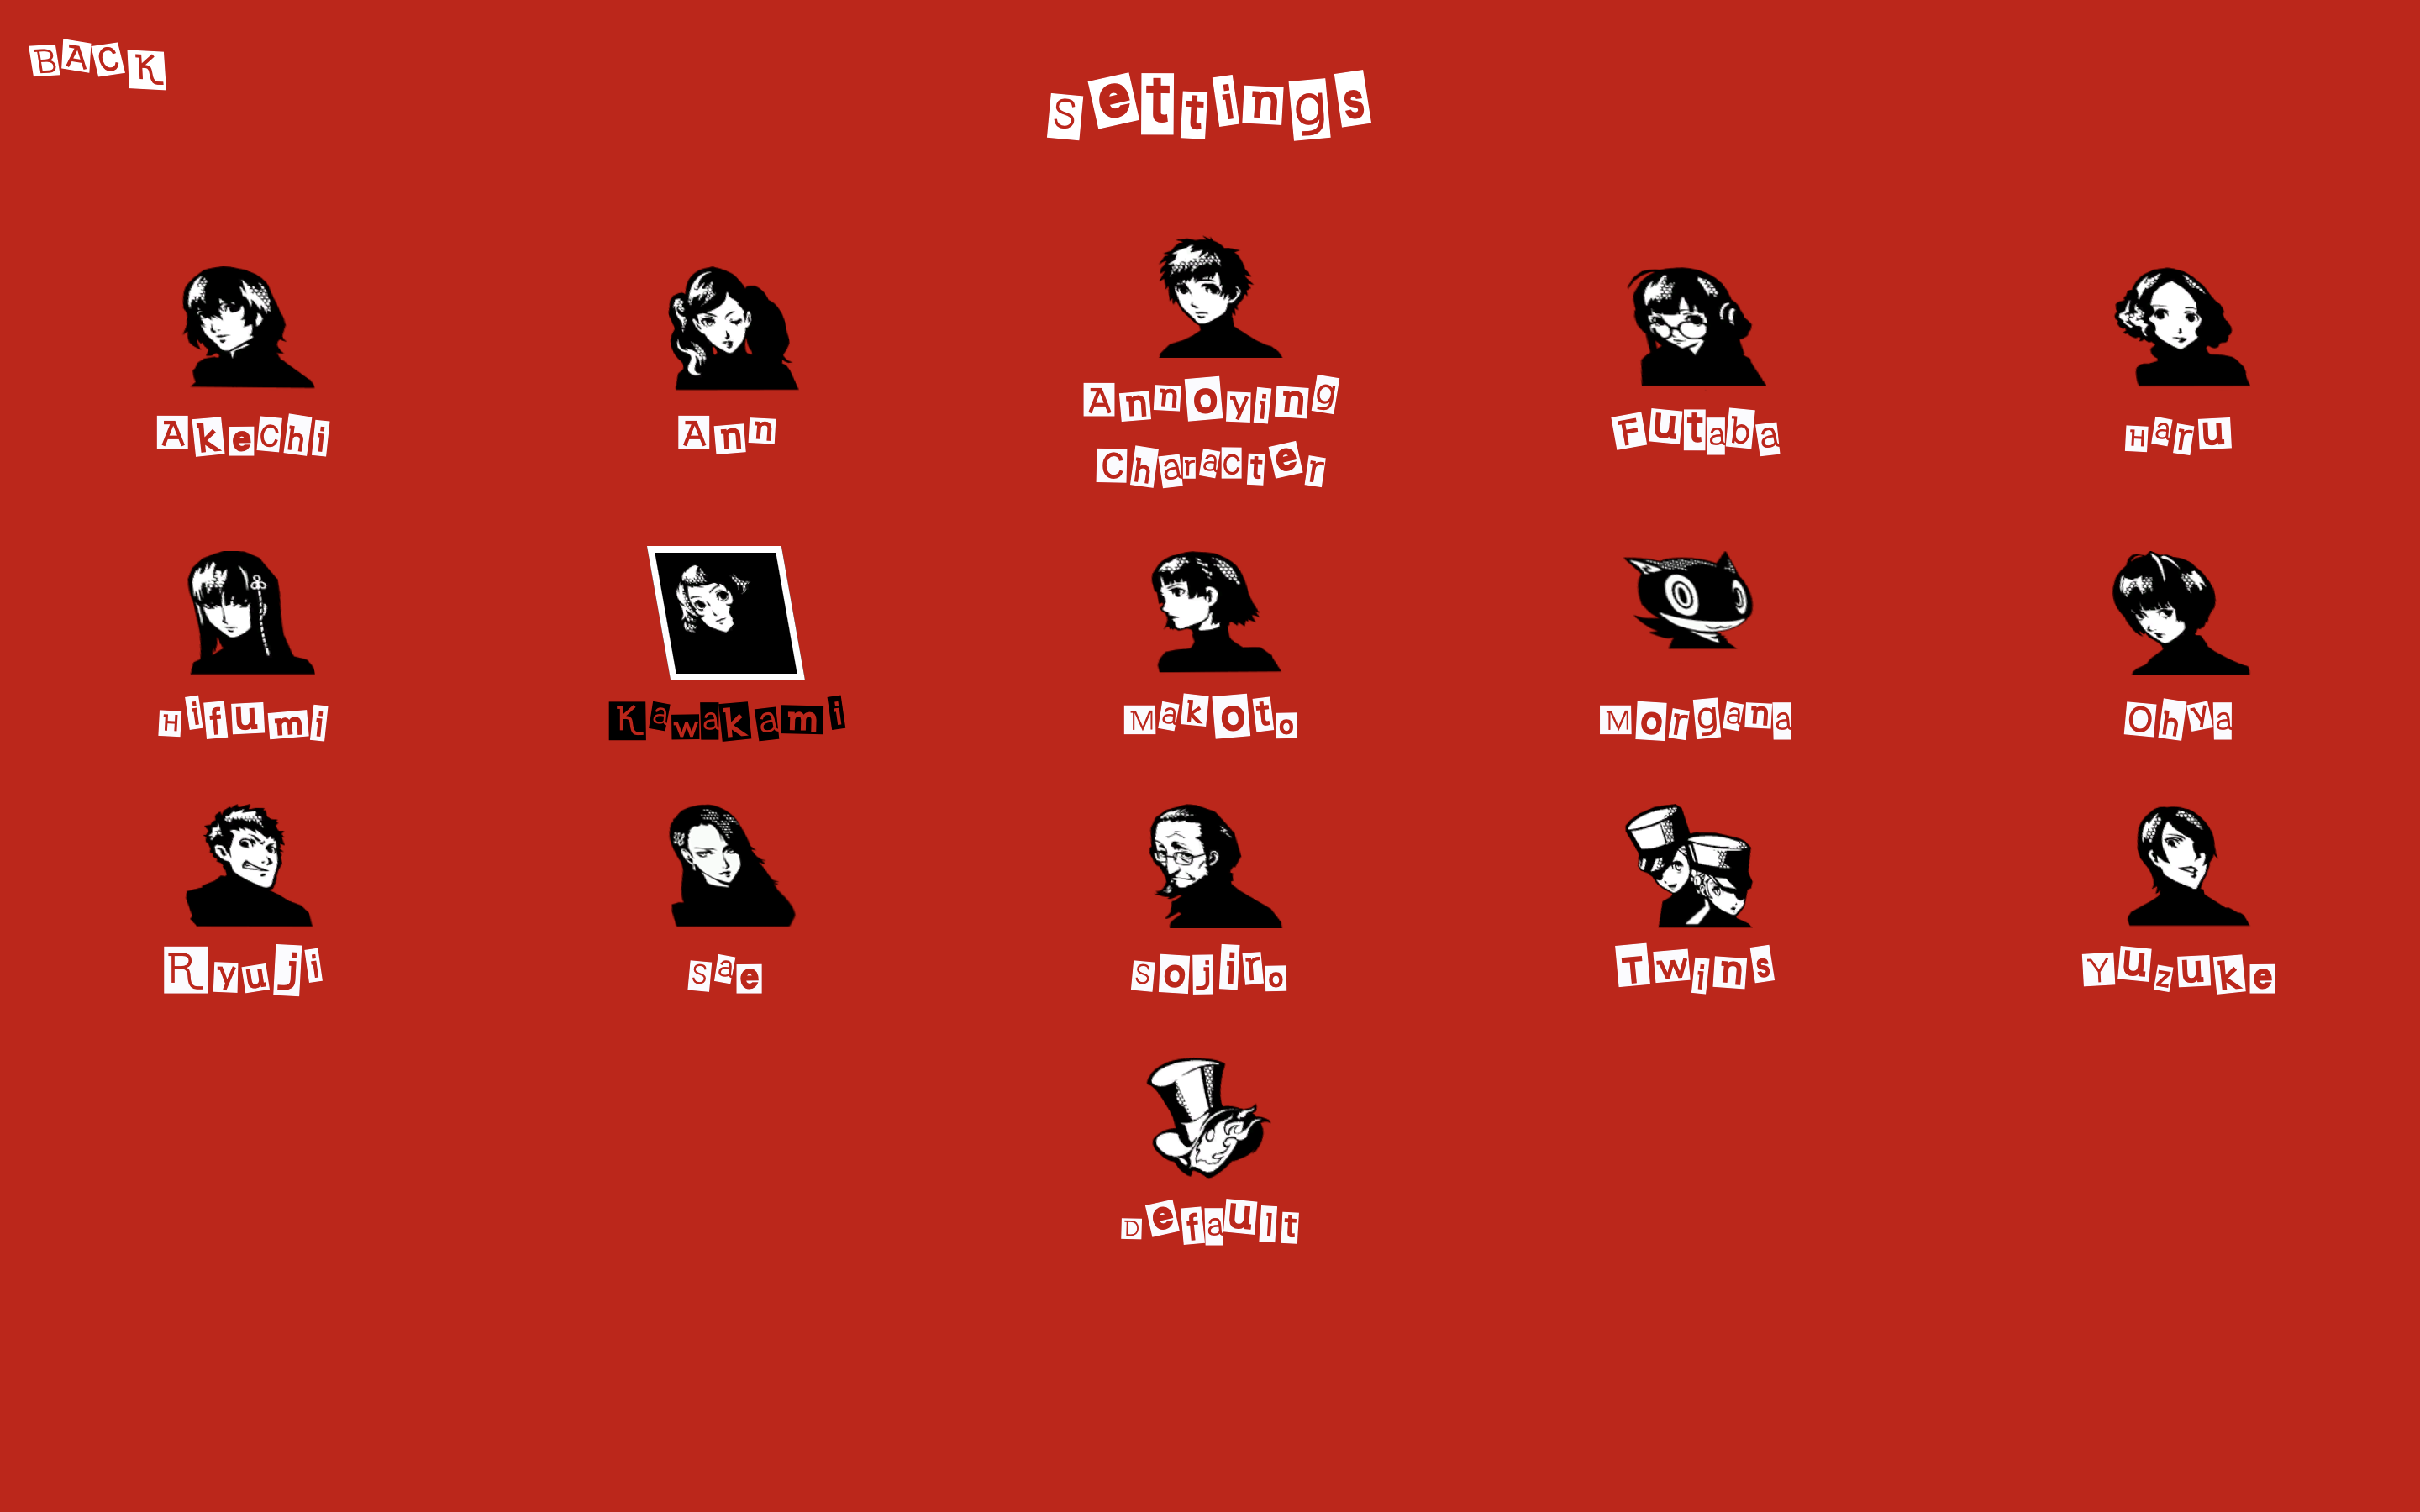 BACK
Settings
Akechi
Ann
Annoying
Character
Futaba
Haru
Hifumi
Kawakami
Makoto
Morgana
Ohya
Ryuji
Sae
Sojiro
Twins
Yuzuke
Default